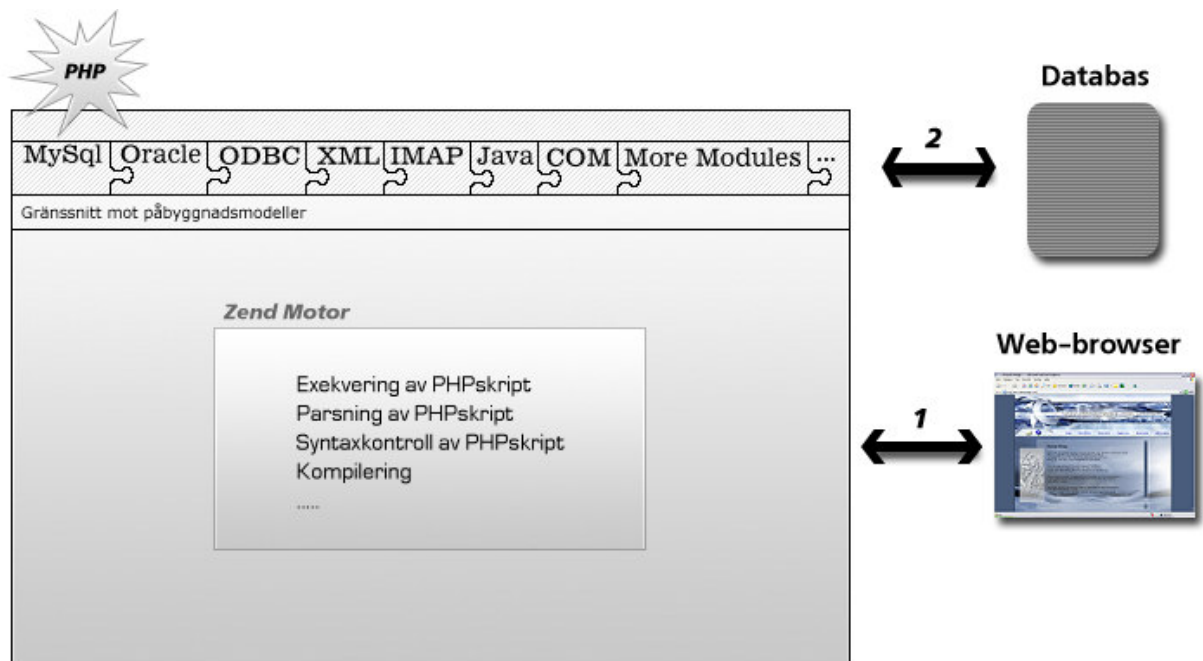 PHP
MySql Oracle ODBC XML IMAP Java COM More Modules ...
Gränssnitt mot påbyggnadsmodeller
Zend Motor
Exekvering av PHPskript
Parsning av PHPskript
Syntaxkontroll av PHPskript
Kompilering
.....
Databas
2
Web-browser
1